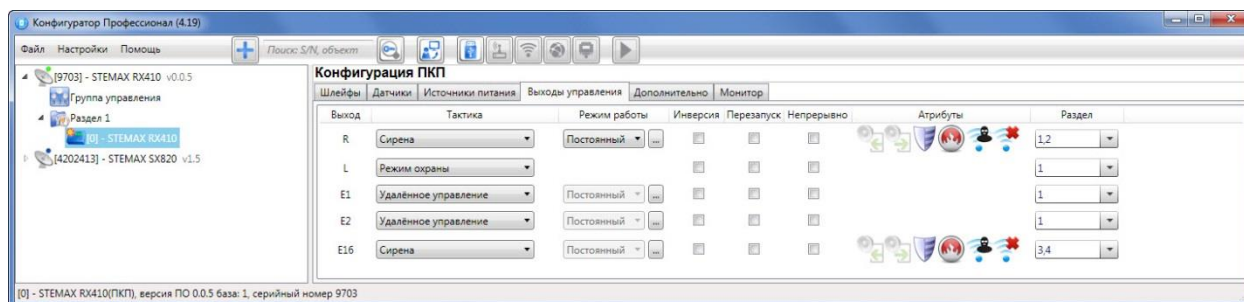 Конфигуратор Профессионал (4.19)
Файл Настройки Помощь Поиск: S/N, объект
[9703] - STEMAX RX410 v0.0.5
Группа управления
Раздел 1
[0] - STEMAX RX410
[4202413] - STEMAX SX820 v1.5
Конфигурация ПКП
Шлейфы Датчики Источники питания Выходы управления Дополнительно Монитор
Выход Тактика Режим работы Инверсия Перезапуск Непрерывно Атрибуты Раздел
R Сирена Постоянный ... 1,2
L Режим охраны 1
E1 Удалённое управление Постоянный ... 1
E2 Удалённое управление Постоянный ... 1
E16 Сирена Постоянный ... 3,4
[0] - STEMAX RX410(ПКП), версия ПО 0.0.5 база: 1, серийный номер 9703